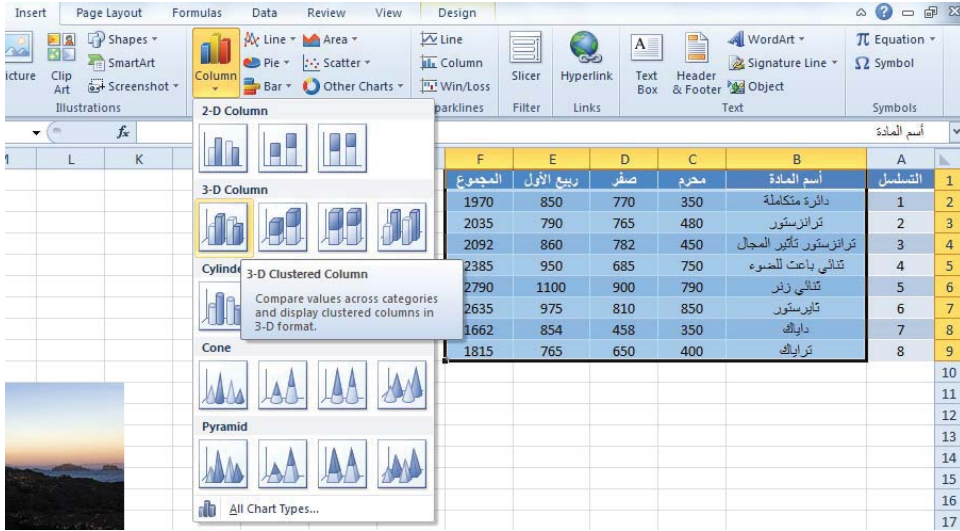 Insert Page Layout Formulas Data Review View Design
Shapes Line Area Line WordArt Equation
SmartArt Pie Scatter Column Signature Line Symbol
Screenshot Bar Other Charts Win/Loss Object
Clip Art Column Slicer Hyperlink Text Box Header & Footer
Illustrations Filter Links Text Symbols
fx أسم المادة
L K F E D C B A
التسلسل أسم المادة محرم صفر ربيع الأول المجموع 1
1 دائرة متكاملة 350 770 850 1970 2
2 ترانزستور 480 765 790 2035 3
3 ترانزستور تأثير المجال 450 782 860 2092 4
4 ثنائي باعث للضوء 750 685 950 2385 5
5 ثنائي زنر 790 900 1100 2790 6
6 ثايرستور 850 810 975 2635 7
7 داياك 350 458 854 1662 8
8 تراياك 400 650 765 1815 9
10
11
12
13
14
15
16
17
2-D Column
3-D Column
3-D Clustered Column
Compare values across categories
and display clustered columns in
3-D format.
Cone
Pyramid
All Chart Types...